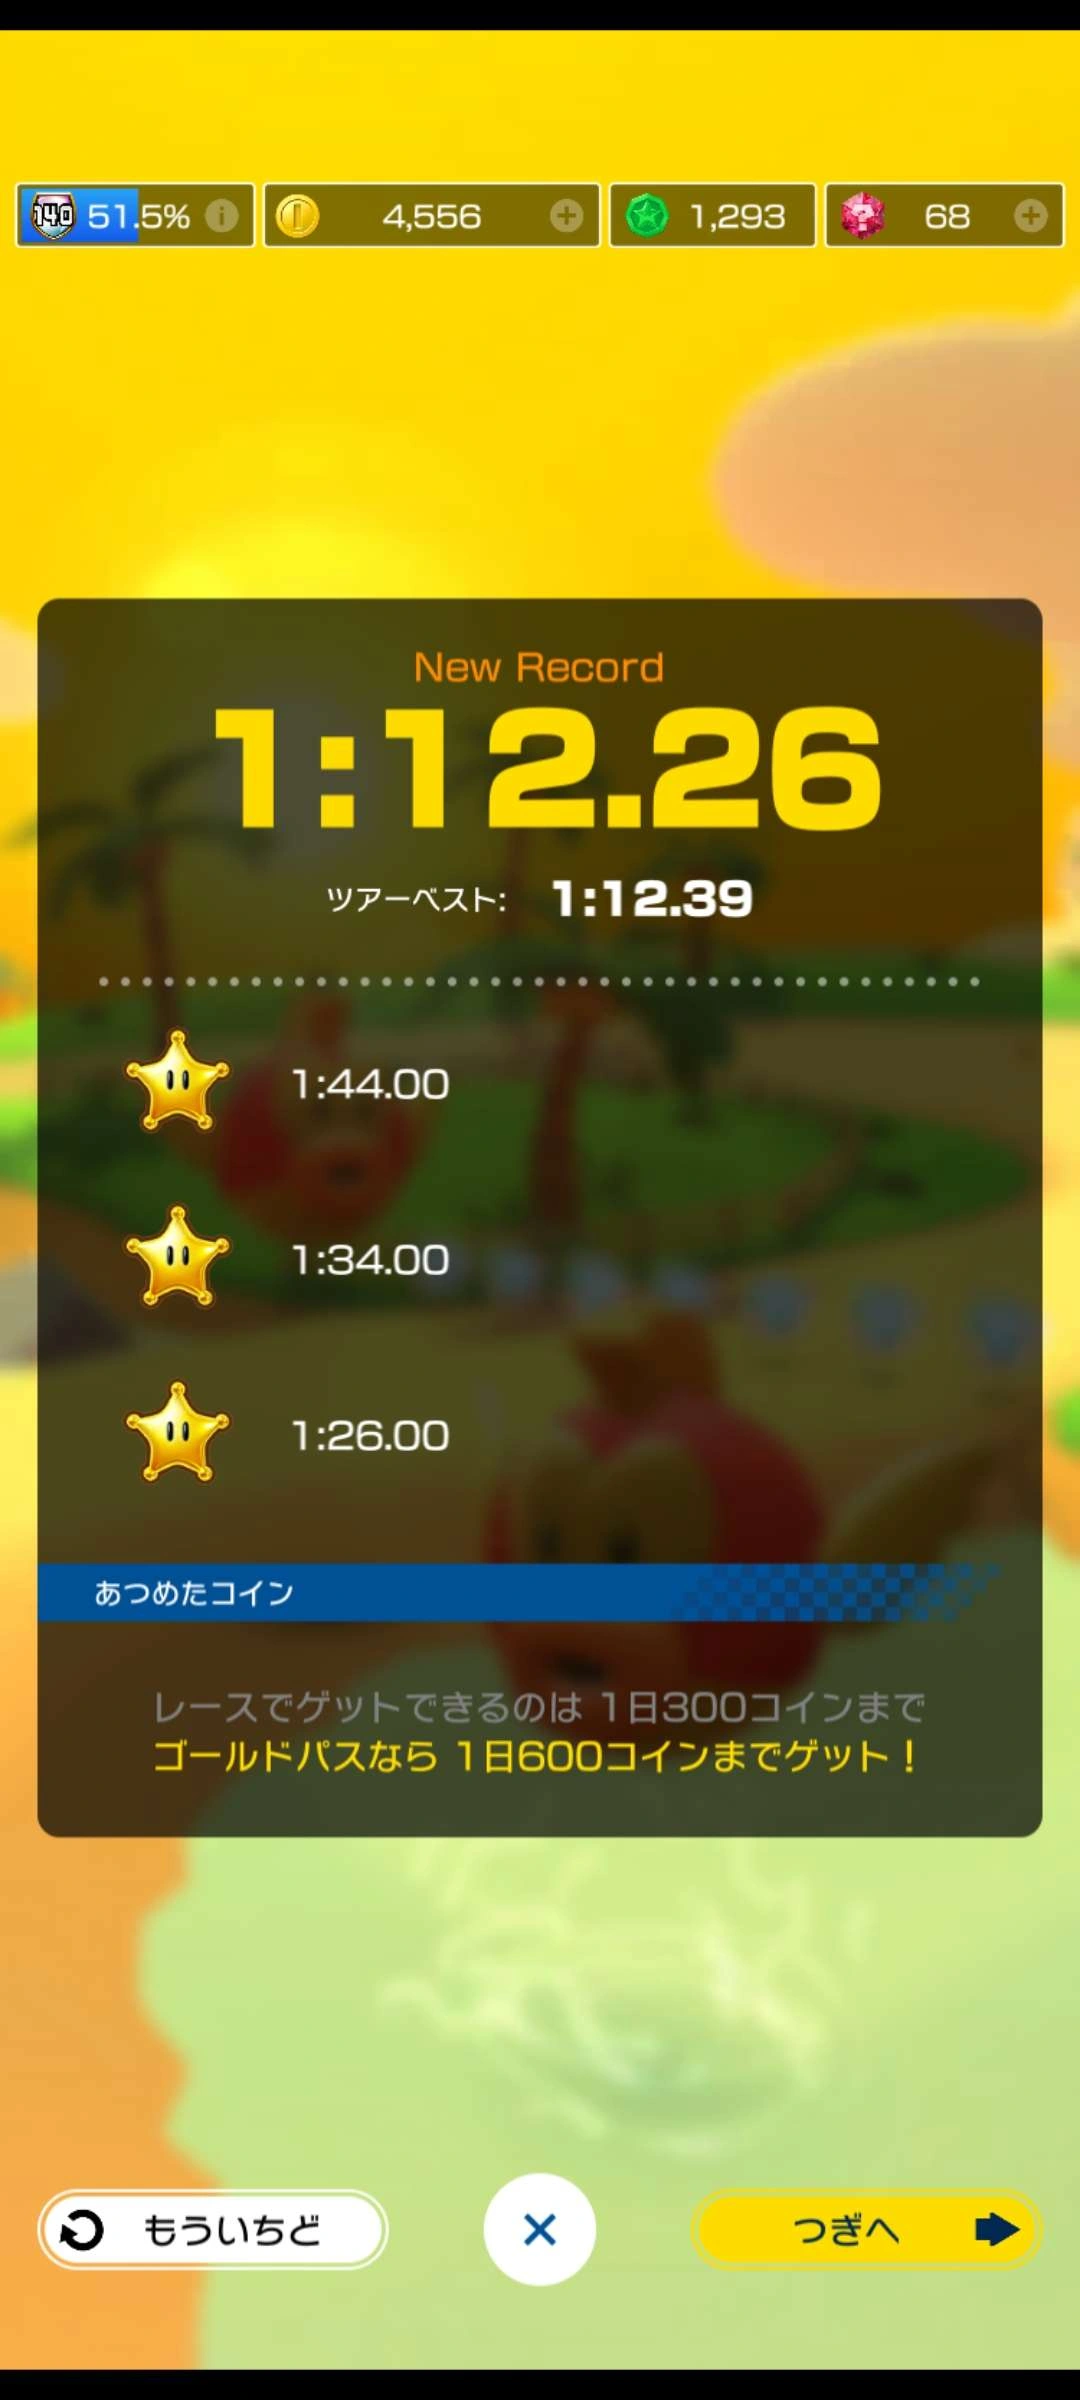 140 51.5% 4,556 1,293 68
New Record
1:12.26
ツアーベスト: 1:12.39
1:44.00
1:34.00
1:26.00
あつめたコイン
レースでゲットできるのは 1日300コインまで
ゴールドパスなら 1日600コインまでゲット！
もういちど つぎへ